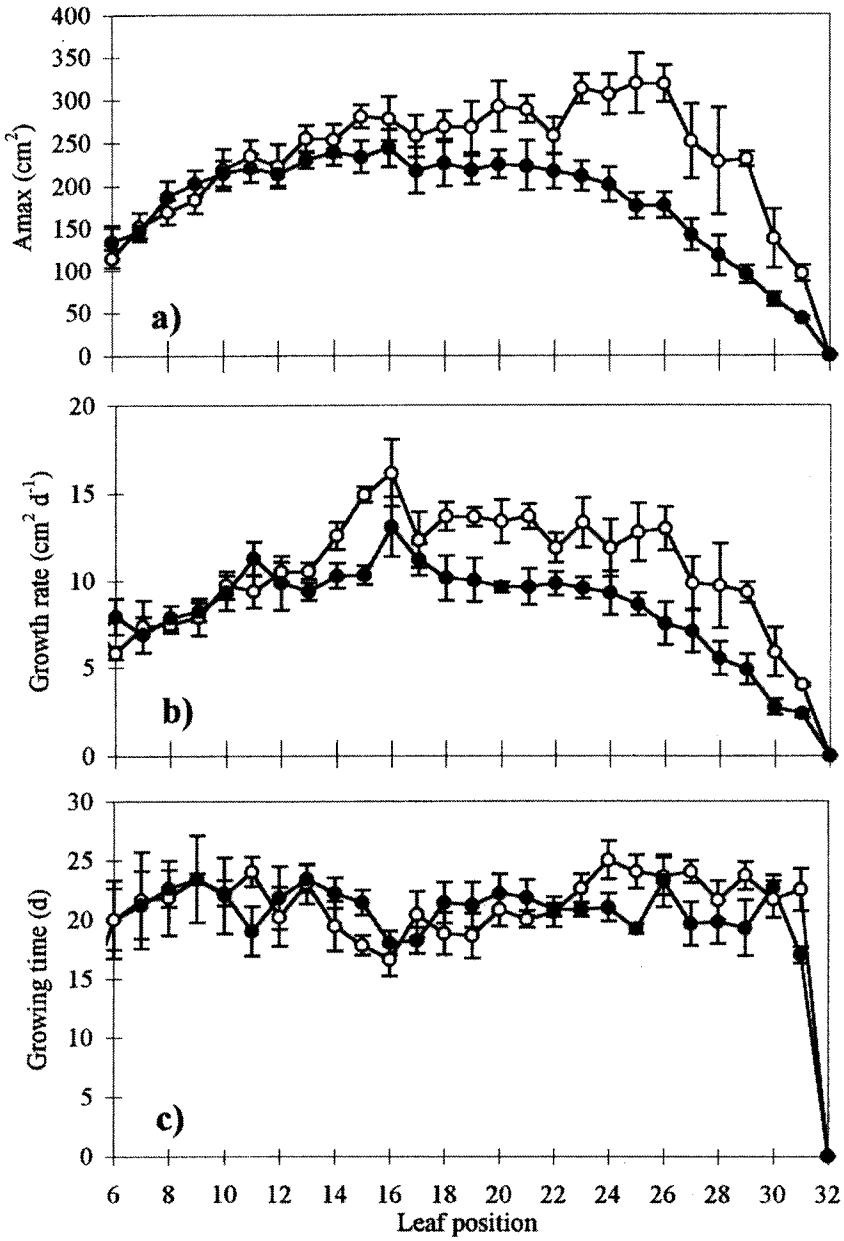 400
350
300
250
200
150
100
50
0
Amax (cm²)
a)
20
15
10
5
0
Growth rate (cm² d⁻¹)
b)
30
25
20
15
10
5
0
Growing time (d)
c)
6 8 10 12 14 16 18 20 22 24 26 28 30 32
Leaf position